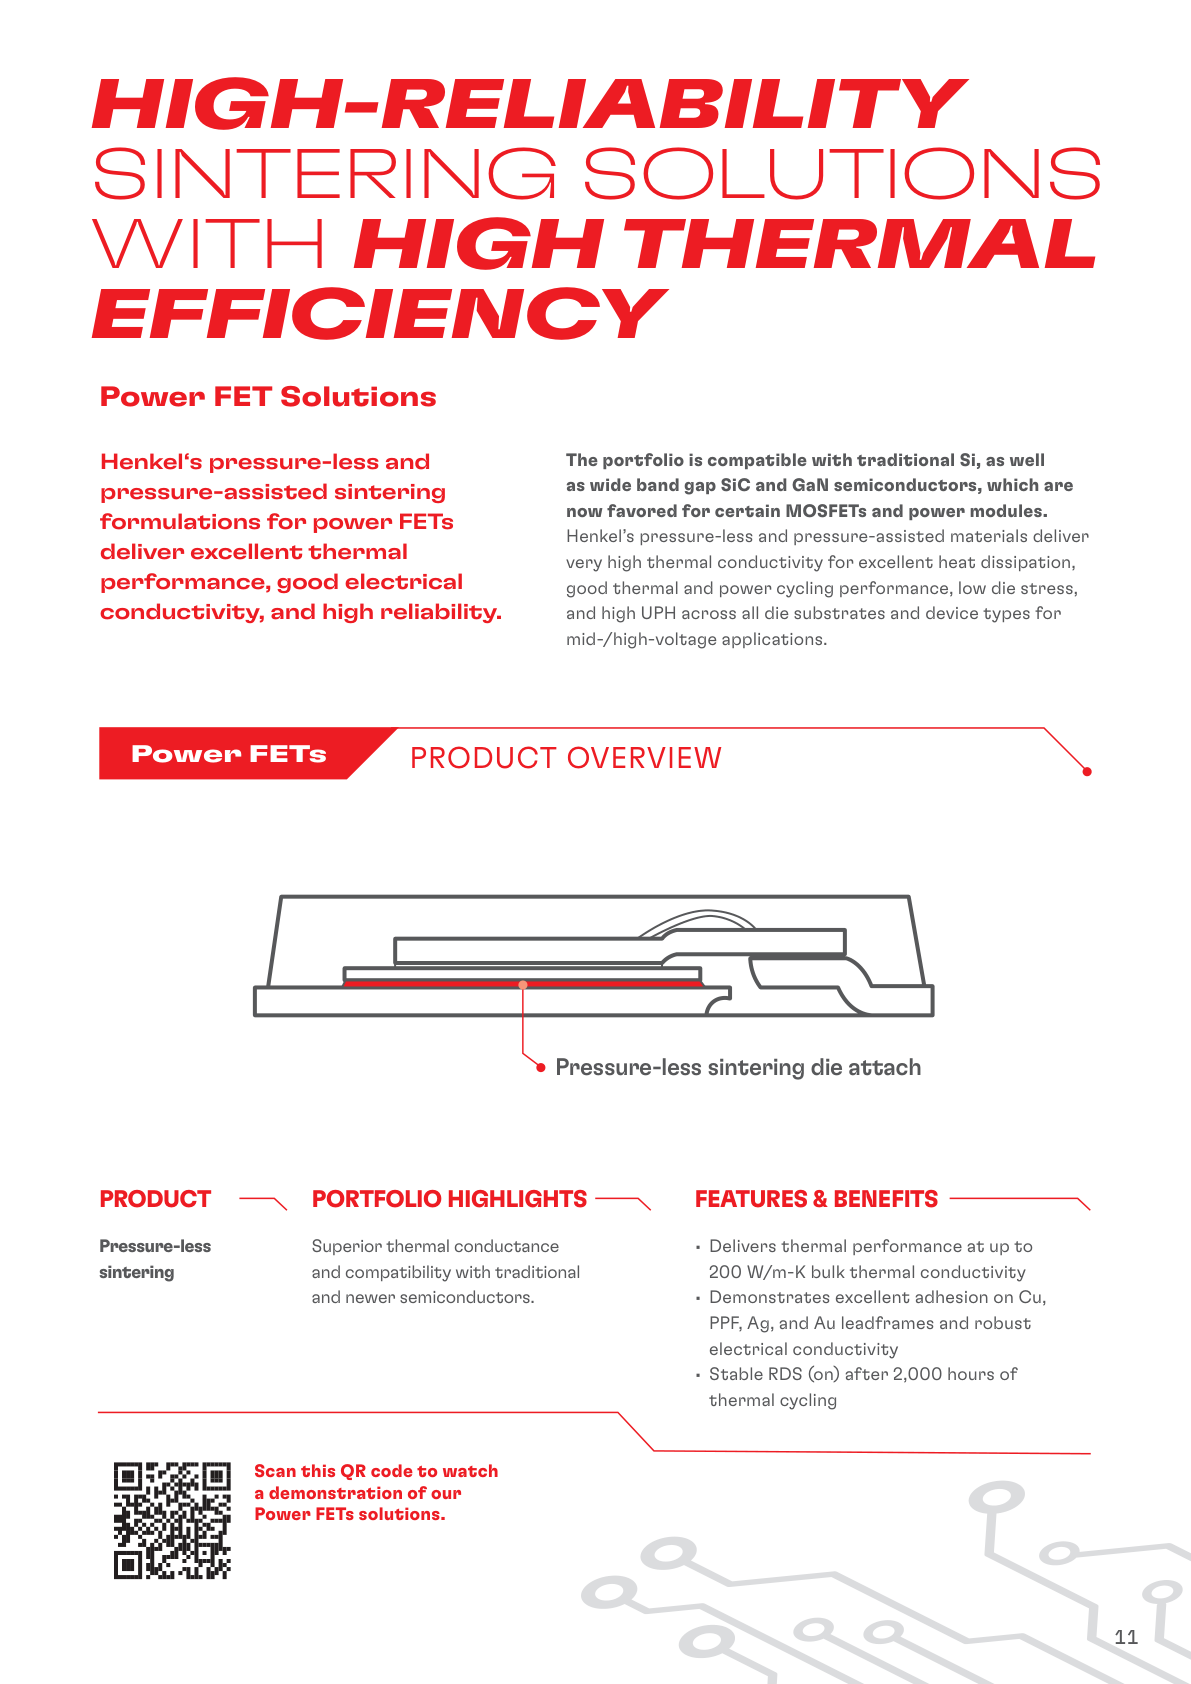 HIGH-RELIABILITY
SINTERING SOLUTIONS
WITH HIGH THERMAL
EFFICIENCY
Power FET Solutions
Henkel‘s pressure-less and
pressure-assisted sintering
formulations for power FETs
deliver excellent thermal
performance, good electrical
conductivity, and high reliability.
The portfolio is compatible with traditional Si, as well
as wide band gap SiC and GaN semiconductors, which are
now favored for certain MOSFETs and power modules.
Henkel’s pressure-less and pressure-assisted materials deliver
very high thermal conductivity for excellent heat dissipation,
good thermal and power cycling performance, low die stress,
and high UPH across all die substrates and device types for
mid-/high-voltage applications.
Power FETs
PRODUCT OVERVIEW
Pressure-less sintering die attach
PRODUCT
Pressure-less
sintering
PORTFOLIO HIGHLIGHTS
Superior thermal conductance
and compatibility with traditional
and newer semiconductors.
FEATURES & BENEFITS
• Delivers thermal performance at up to
200 W/m-K bulk thermal conductivity
• Demonstrates excellent adhesion on Cu,
PPF, Ag, and Au leadframes and robust
electrical conductivity
• Stable RDS (on) after 2,000 hours of
thermal cycling
Scan this QR code to watch
a demonstration of our
Power FETs solutions.
11